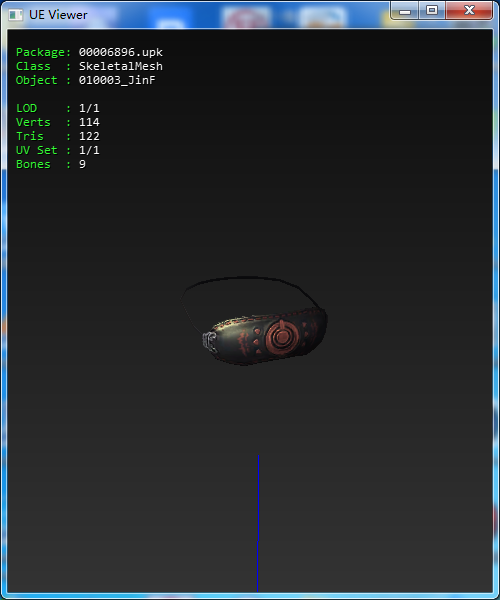 UE Viewer
Package: 00006896.upk
Class : SkeletalMesh
Object : 010003_JinF
LOD : 1/1
Verts : 114
Tris : 122
UV Set : 1/1
Bones : 9